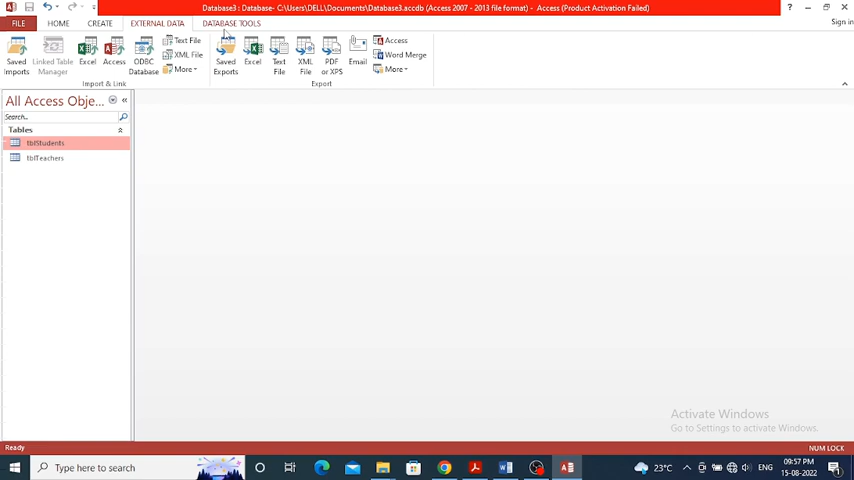 Database3 : Database- C:\Users\DELL\Documents\Database3.accdb (Access 2007 - 2013 file format) - Access (Product Activation Failed)
?
FILE HOME CREATE EXTERNAL DATA DATABASE TOOLS
Sign in
Saved Imports
Linked Table Manager
Excel
Access
ODBC Database
Text File
XML File
More
Import & Link
Saved Exports
Excel
Text File
XML File
PDF or XPS
Email
Access
Word Merge
More
Export
All Access Obje... «
Search...
Tables
tblStudents
tblTeachers
Activate Windows
Go to Settings to activate Windows.
Ready
NUM LOCK
Type here to search
23°C
ENG
09:57 PM
15-08-2022
1